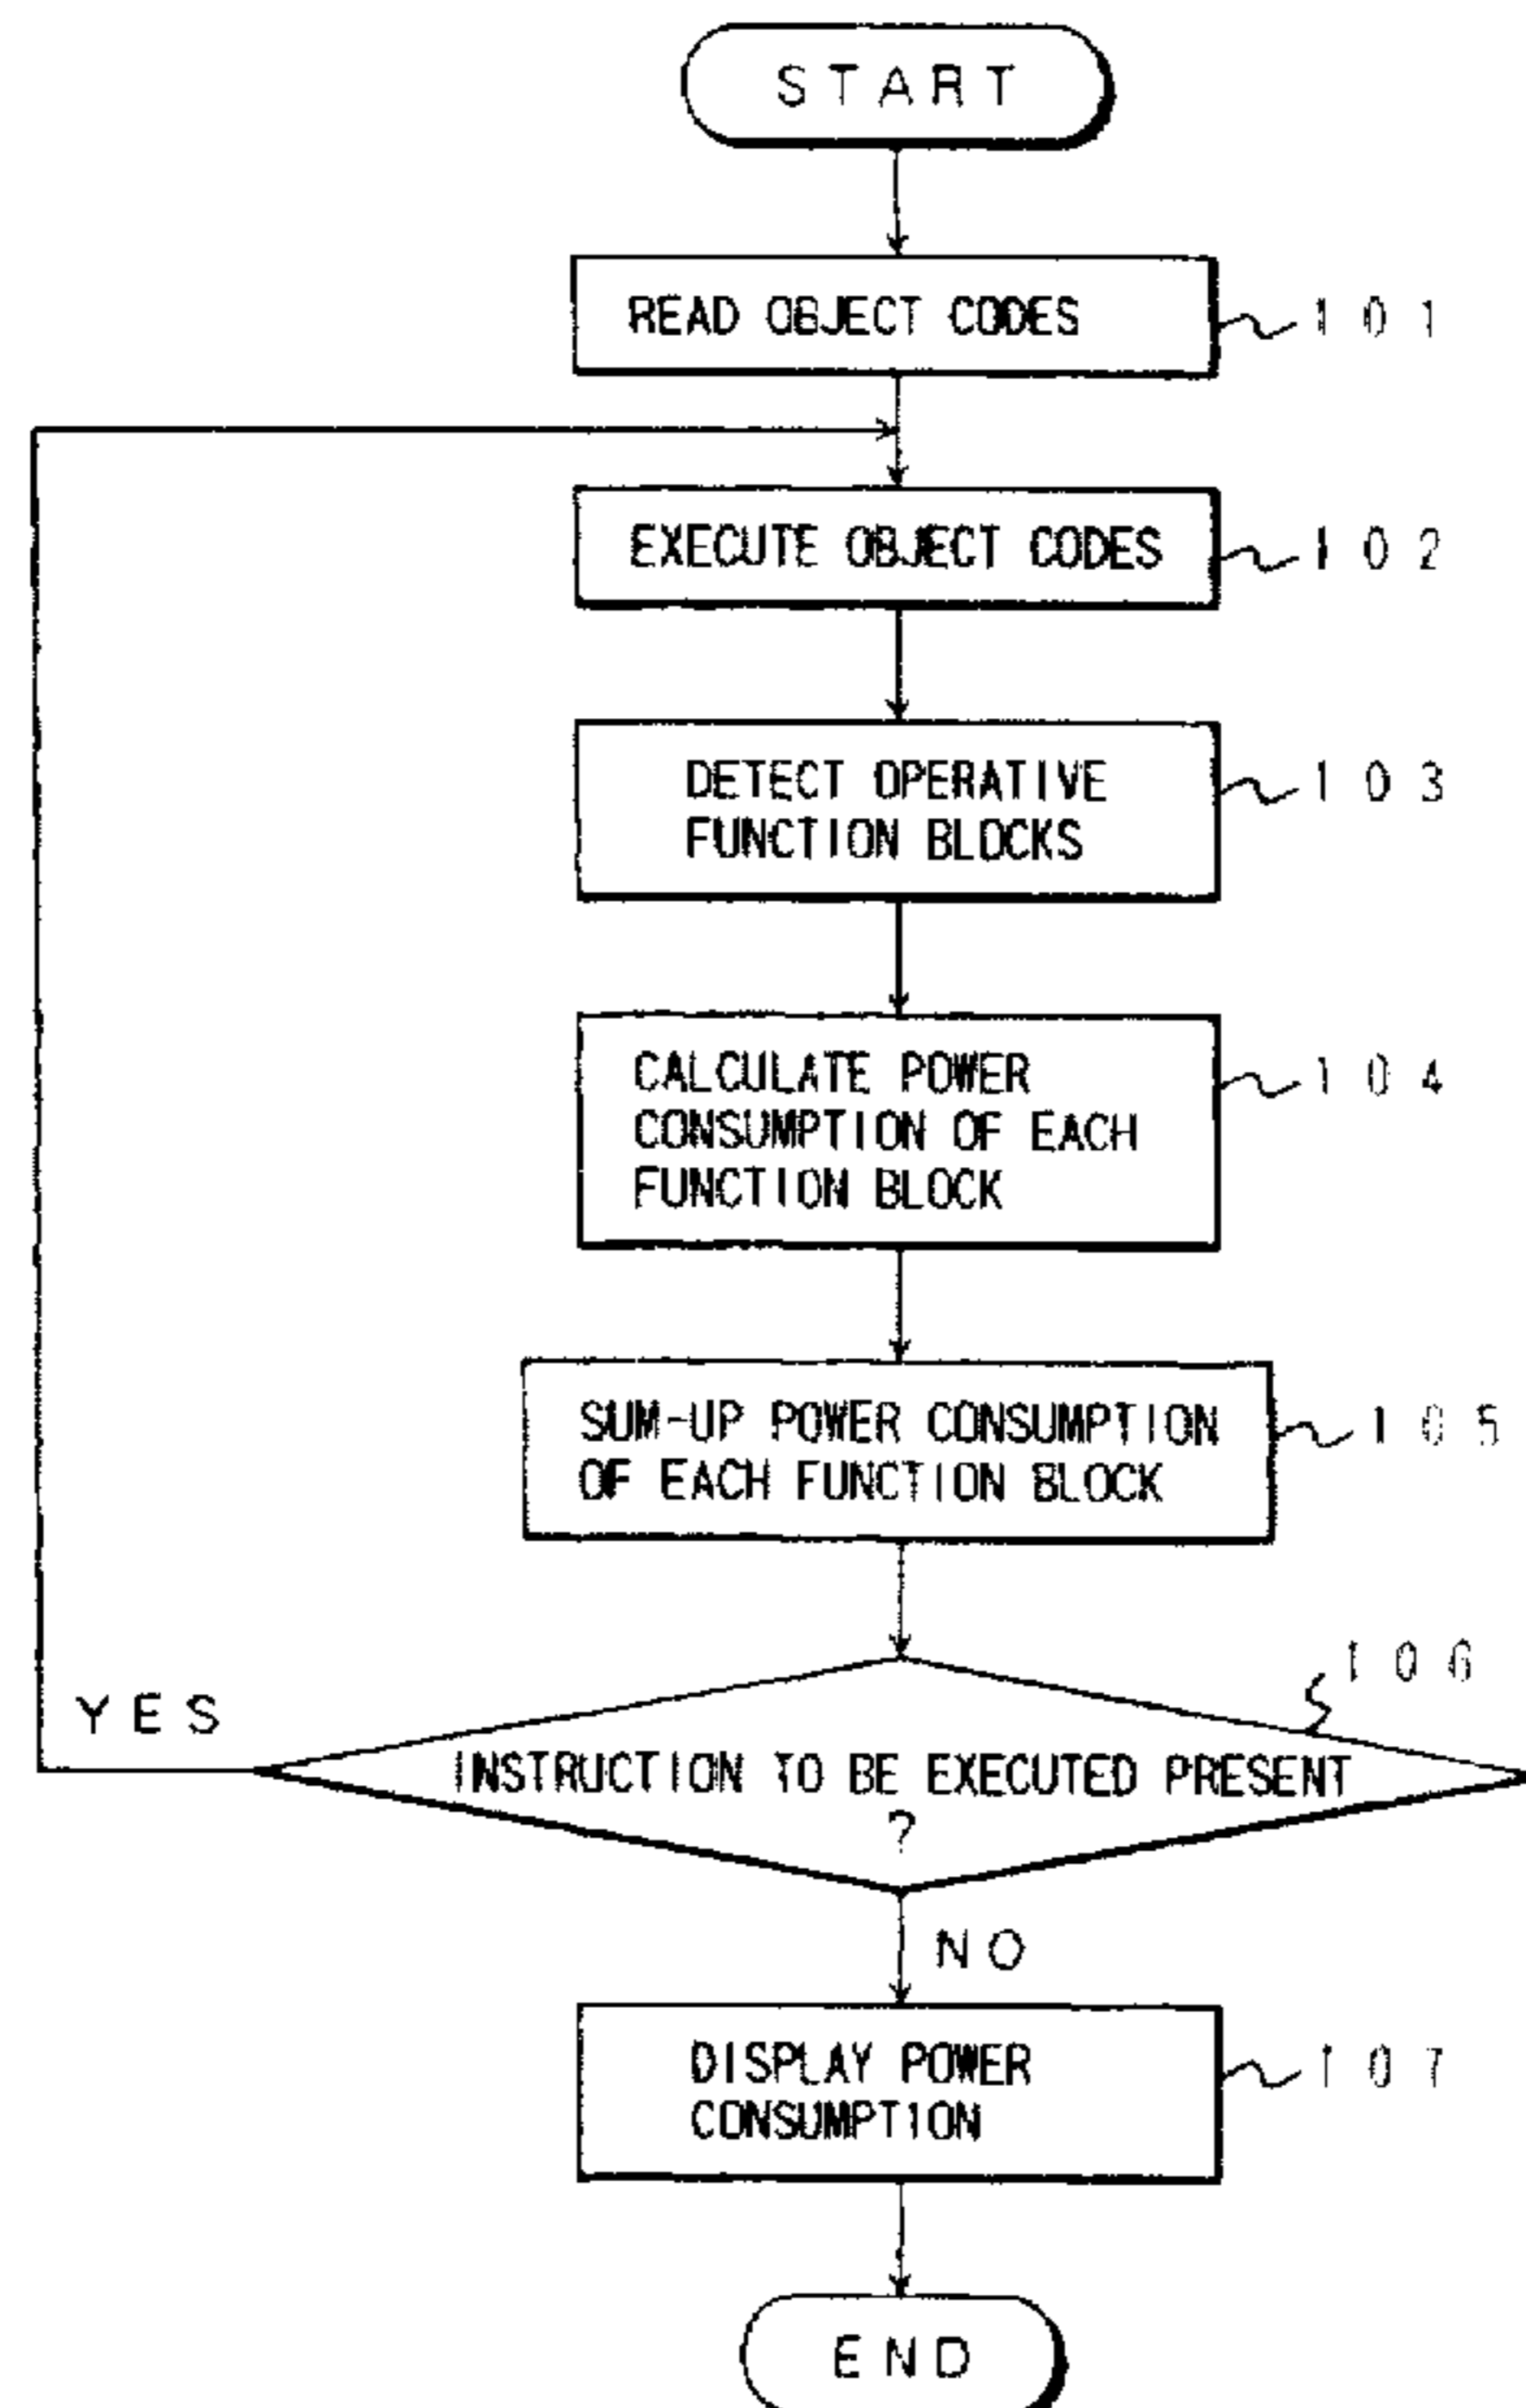 START
READ OBJECT CODES
101
EXECUTE OBJECT CODES
102
DETECT OPERATIVE
FUNCTION BLOCKS
103
CALCULATE POWER
CONSUMPTION OF EACH
FUNCTION BLOCK
104
SUM-UP POWER CONSUMPTION
OF EACH FUNCTION BLOCK
105
106
YES
INSTRUCTION TO BE EXECUTED PRESENT
?
NO
DISPLAY POWER
CONSUMPTION
107
END